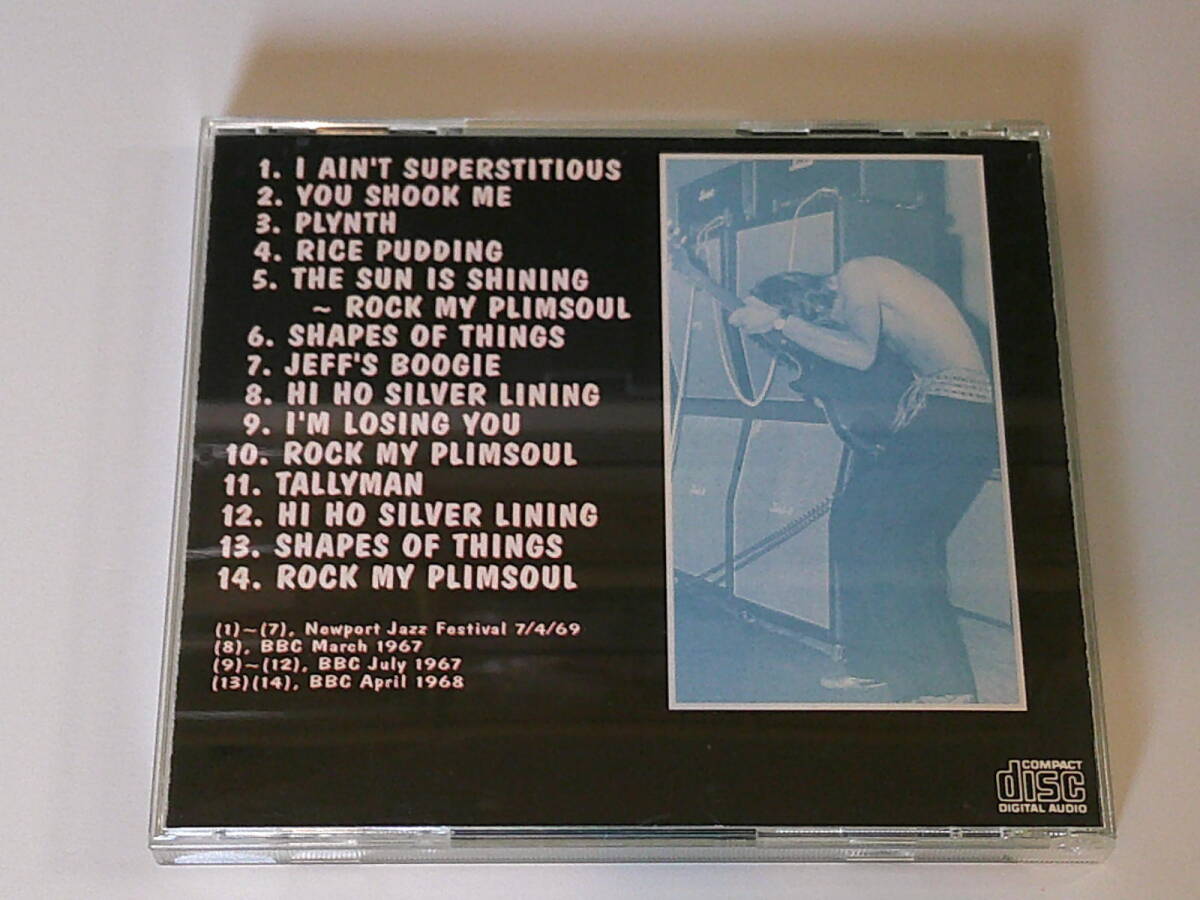 1. I AIN'T SUPERSTITIOUS
2. YOU SHOOK ME
3. PLYNTH
4. RICE PUDDING
5. THE SUN IS SHINING
~ ROCK MY PLIMSOUL
6. SHAPES OF THINGS
7. JEFF'S BOOGIE
8. HI HO SILVER LINING
9. I'M LOSING YOU
10. ROCK MY PLIMSOUL
11. TALLYMAN
12. HI HO SILVER LINING
13. SHAPES OF THINGS
14. ROCK MY PLIMSOUL
(1)~(7), Newport Jazz Festival 7/4/69
(8), BBC March 1967
(9)~(12), BBC July 1967
(13)(14), BBC April 1968
COMPACT
disc
DIGITAL AUDIO